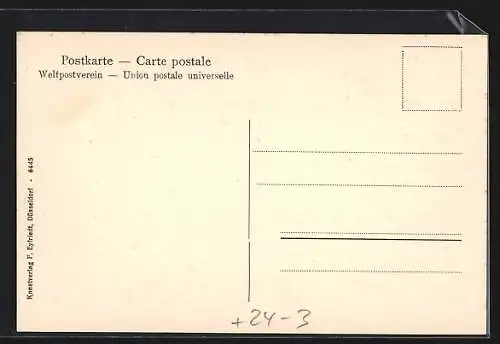 Postkarte — Carte postale
Weltpostverein — Union postale universelle
Kunstverlag F. Eyfriedt, Düsseldorf - 8445
+24-3